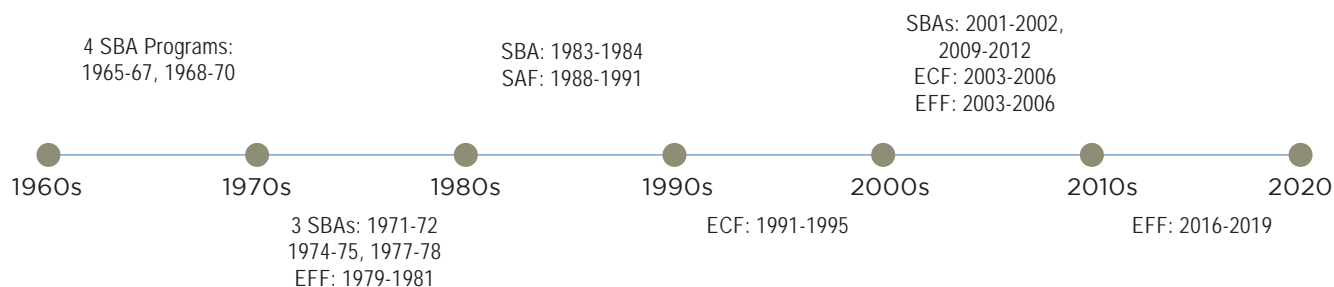 4 SBA Programs:
1965-67, 1968-70
SBA: 1983-1984
SAF: 1988-1991
SBAs: 2001-2002,
2009-2012
ECF: 2003-2006
EFF: 2003-2006
1960s
1970s
1980s
1990s
2000s
2010s
2020
3 SBAs: 1971-72
1974-75, 1977-78
EFF: 1979-1981
ECF: 1991-1995
EFF: 2016-2019